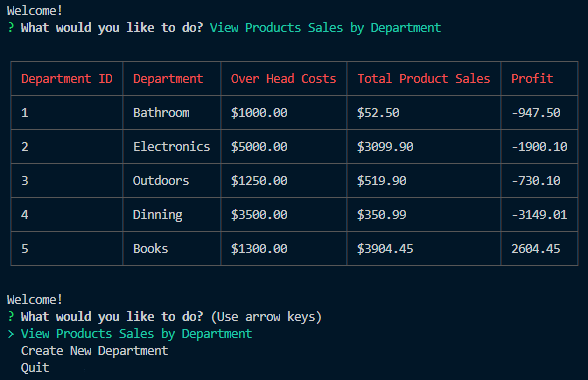 Welcome!
? What would you like to do? View Products Sales by Department
Department ID Department Over Head Costs Total Product Sales Profit
1 Bathroom $1000.00 $52.50 -947.50
2 Electronics $5000.00 $3099.90 -1900.10
3 Outdoors $1250.00 $519.90 -730.10
4 Dinning $3500.00 $350.99 -3149.01
5 Books $1300.00 $3904.45 2604.45
Welcome!
? What would you like to do? (Use arrow keys)
> View Products Sales by Department
Create New Department
Quit